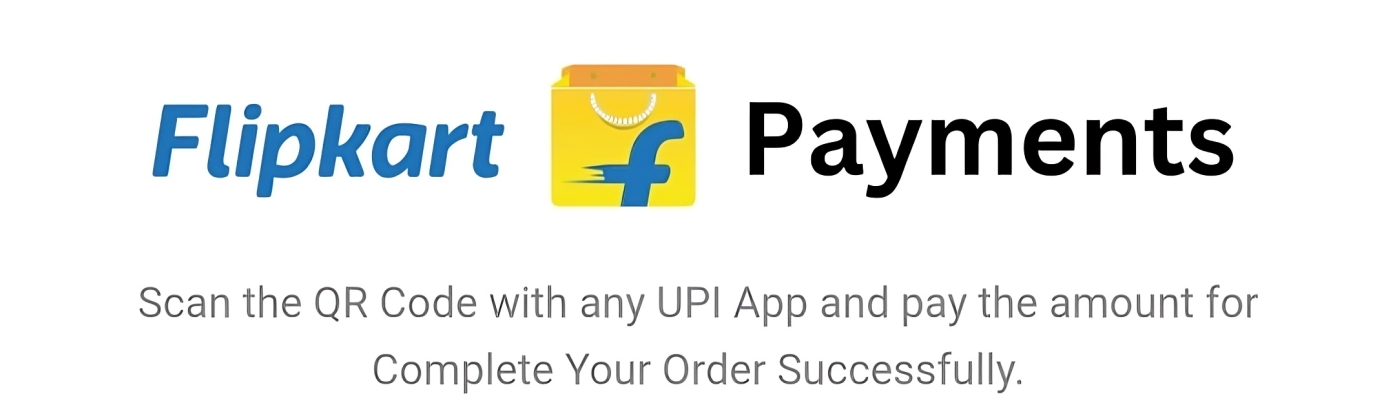 Flipkart f Payments
Scan the QR Code with any UPI App and pay the amount for
Complete Your Order Successfully.